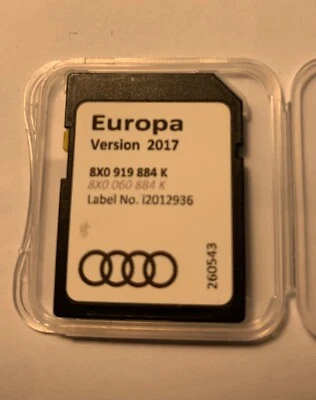 Europa
Version 2017
8X0 919 884 K
8X0 060 884 K
Label No. i2012936
260543